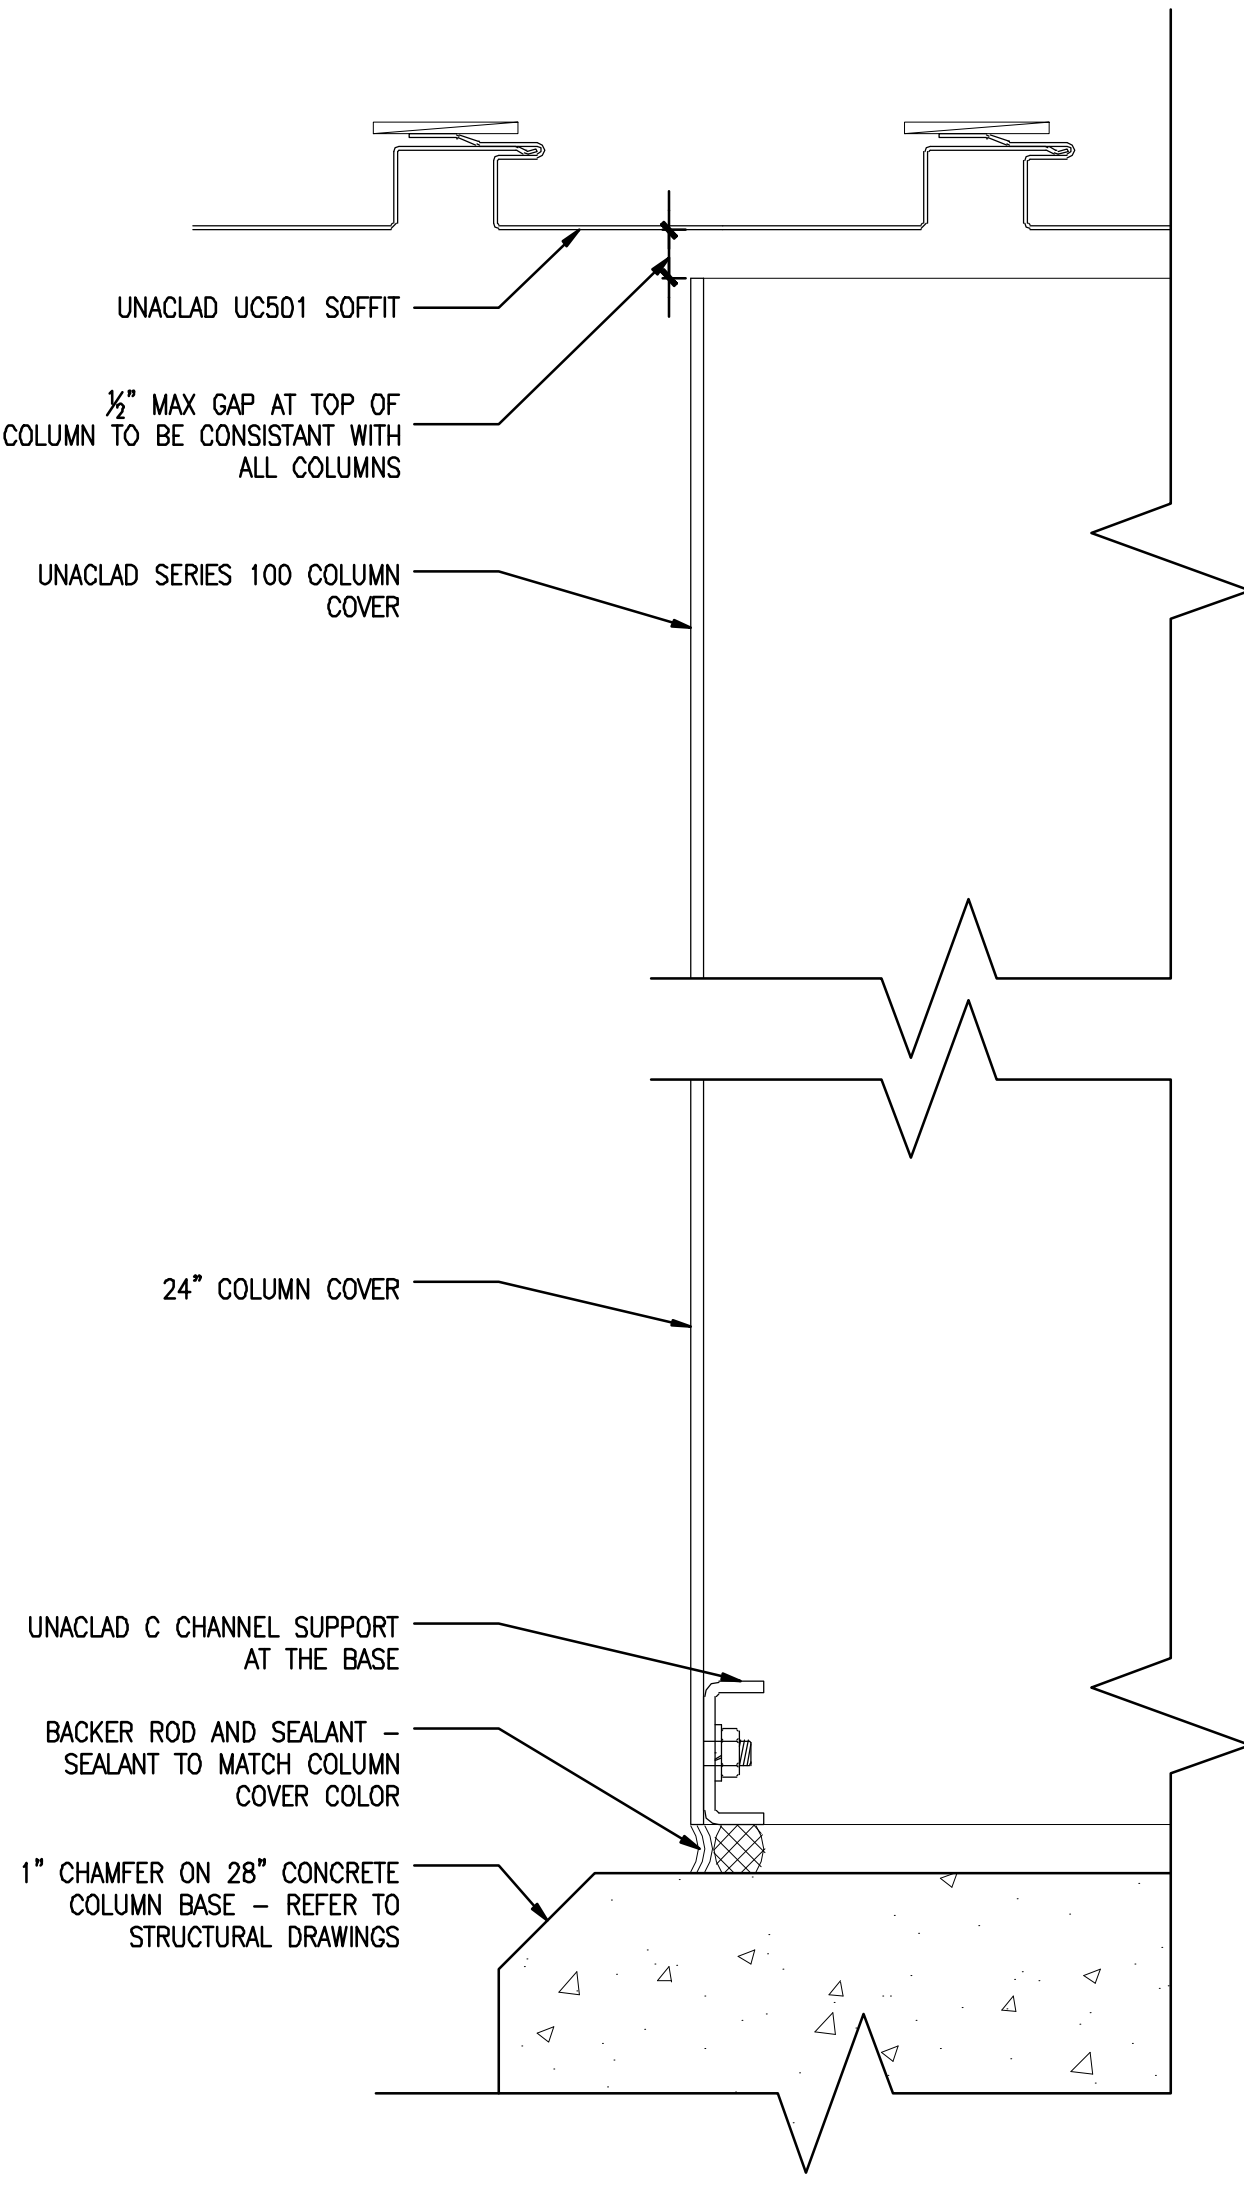 UNACLAD UC501 SOFFIT
½" MAX GAP AT TOP OF
COLUMN TO BE CONSISTANT WITH
ALL COLUMNS
UNACLAD SERIES 100 COLUMN
COVER
24" COLUMN COVER
UNACLAD C CHANNEL SUPPORT
AT THE BASE
BACKER ROD AND SEALANT –
SEALANT TO MATCH COLUMN
COVER COLOR
1" CHAMFER ON 28" CONCRETE
COLUMN BASE – REFER TO
STRUCTURAL DRAWINGS